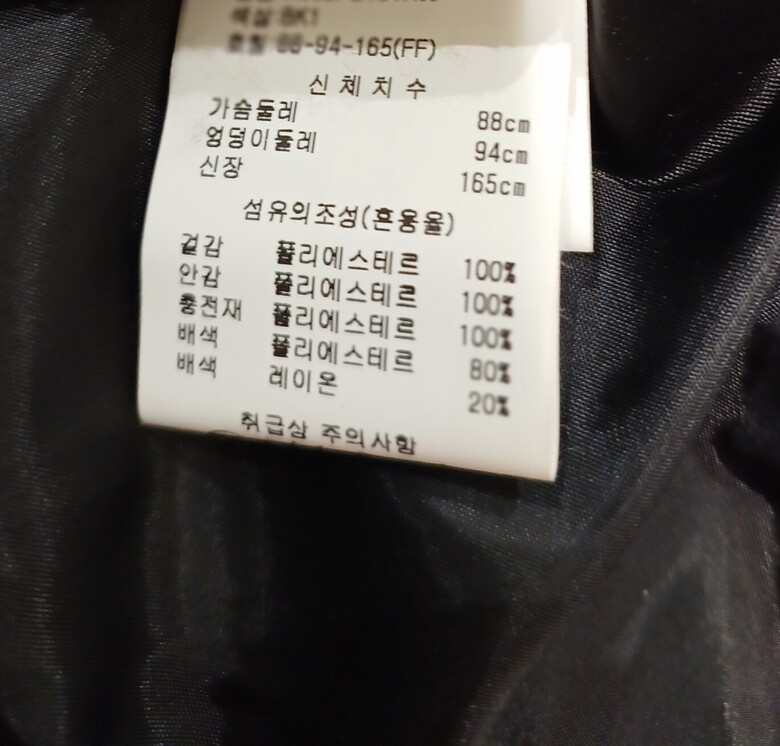 색상:BK1
호칭 88-94-165(FF)
신체치수
가슴둘레 88cm
엉덩이둘레 94cm
신장 165cm
섬유의조성(혼용율)
겉감 폴리에스테르 100%
안감 폴리에스테르 100%
충전재 폴리에스테르 100%
배색 폴리에스테르 80%
배색 레이온 20%
취급상 주의사항